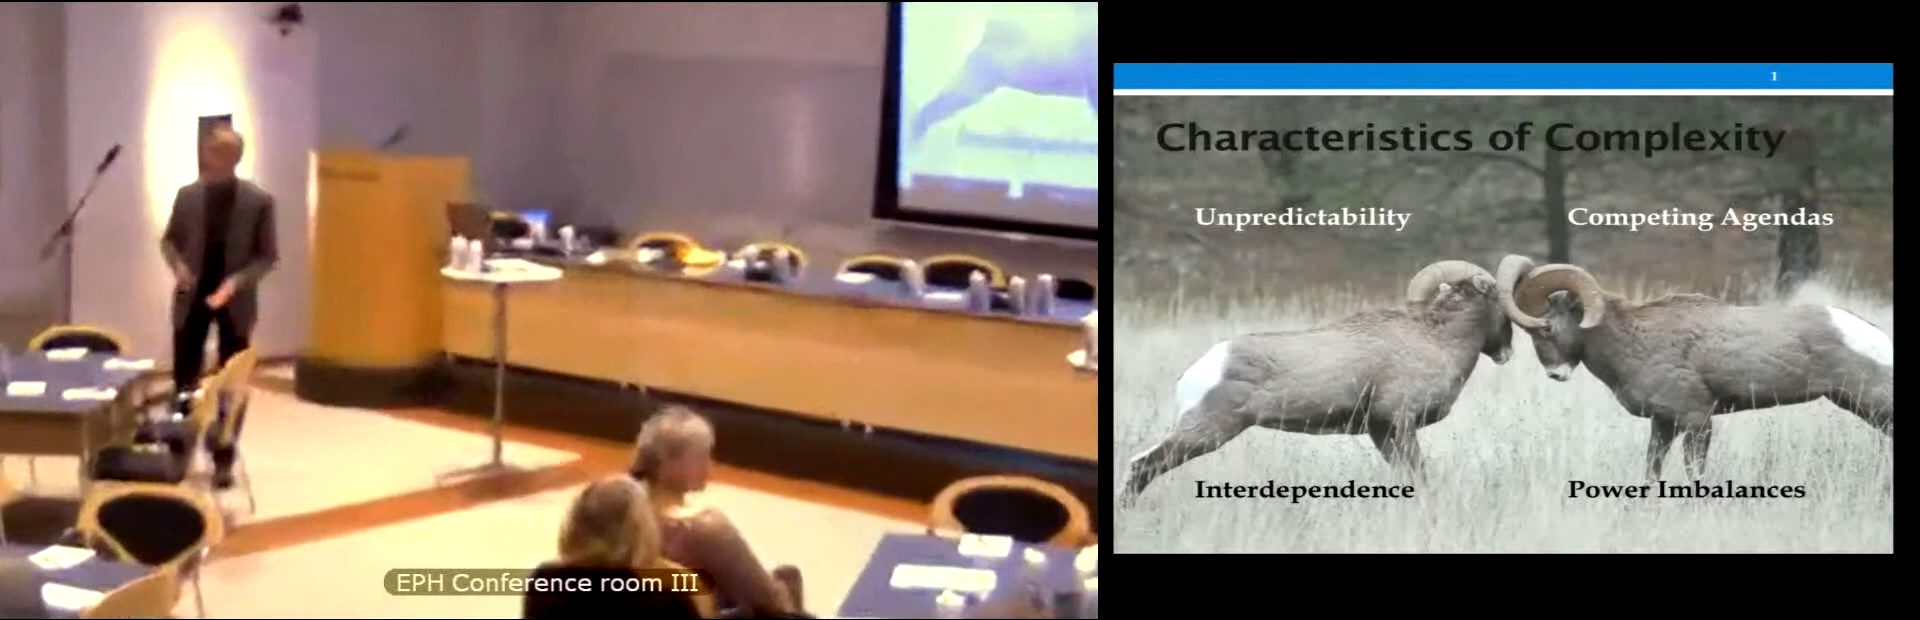 EPH Conference room III
1
Characteristics of Complexity
Unpredictability
Competing Agendas
Interdependence
Power Imbalances